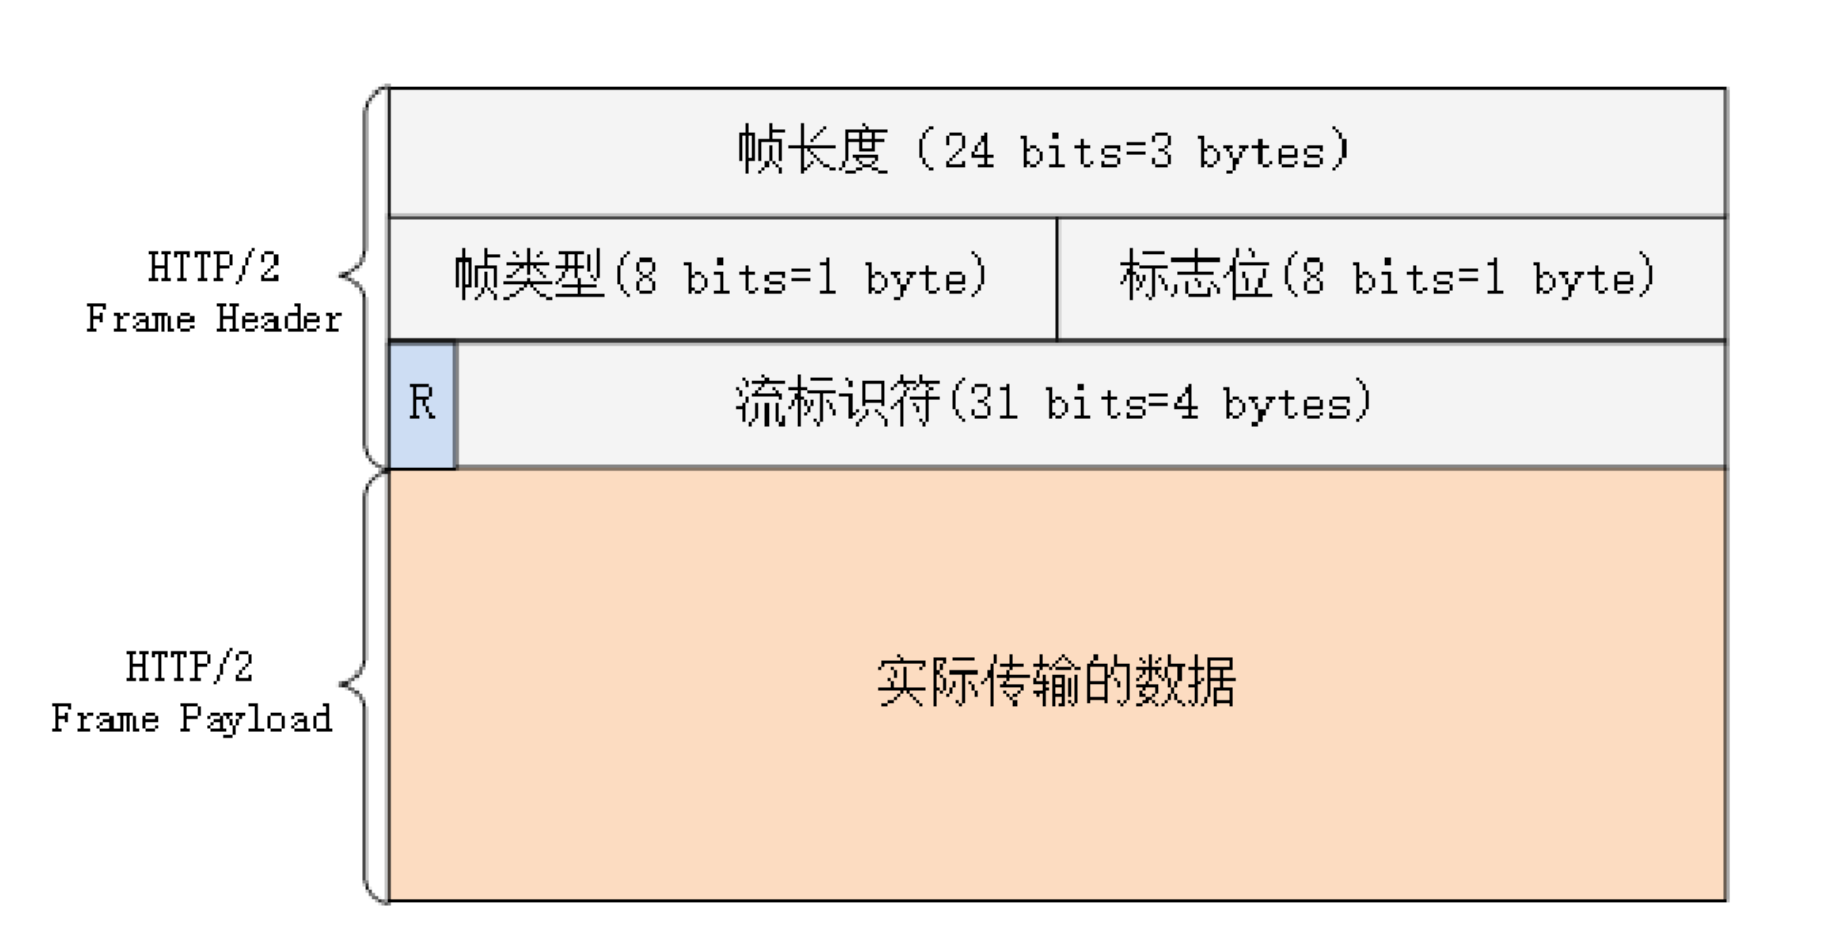 帧长度（24 bits=3 bytes)
HTTP/2
Frame Header
帧类型(8 bits=1 byte)
标志位(8 bits=1 byte)
R
流标识符(31 bits=4 bytes)
HTTP/2
Frame Payload
实际传输的数据